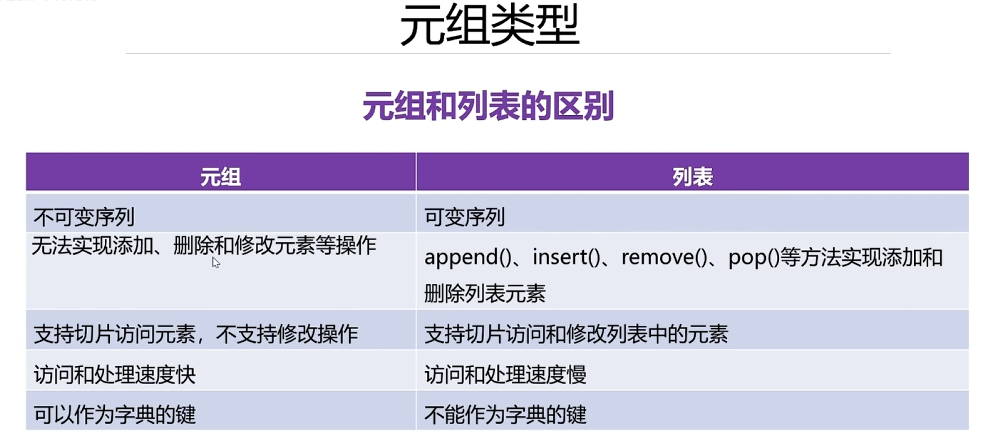 元组类型
元组和列表的区别
元组 列表
不可变序列 可变序列
无法实现添加、删除和修改元素等操作 append()、insert()、remove()、pop()等方法实现添加和
删除列表元素
支持切片访问元素，不支持修改操作 支持切片访问和修改列表中的元素
访问和处理速度快 访问和处理速度慢
可以作为字典的键 不能作为字典的键